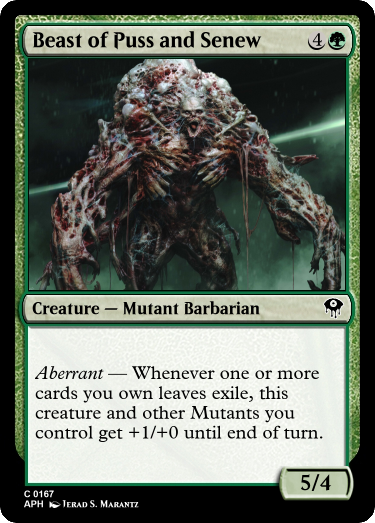 Beast of Puss and Senew 4
Creature — Mutant Barbarian
Aberrant — Whenever one or more
cards you own leaves exile, this
creature and other Mutants you
control get +1/+0 until end of turn.
5/4
C 0167
APH Jerad S. Marantz